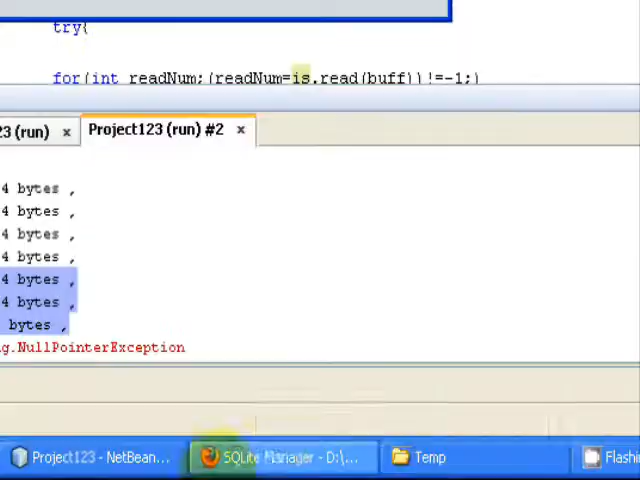 try{
for(int readNum;(readNum=is.read(buff))!=-1;)
23 (run) × Project123 (run) #2 ×
4 bytes ,
4 bytes ,
4 bytes ,
4 bytes ,
4 bytes ,
4 bytes ,
bytes ,
g.NullPointerException
Project123 - NetBean... SQLite Manager - D:\... Temp Flashi